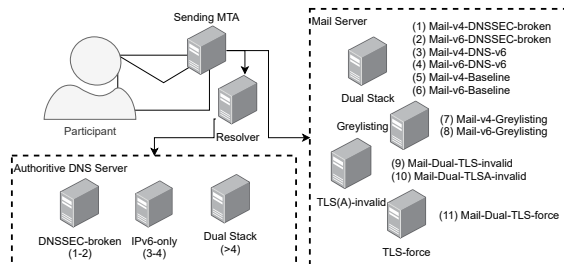 Sending MTA
Participant
Resolver
Authoritive DNS Server
DNSSEC-broken
(1-2)
IPv6-only
(3-4)
Dual Stack
(>4)
Mail Server
(1) Mail-v4-DNSSEC-broken
(2) Mail-v6-DNSSEC-broken
(3) Mail-v4-DNS-v6
(4) Mail-v6-DNS-v6
(5) Mail-v4-Baseline
(6) Mail-v6-Baseline
Dual Stack
Greylisting
(7) Mail-v4-Greylisting
(8) Mail-v6-Greylisting
(9) Mail-Dual-TLS-invalid
(10) Mail-Dual-TLSA-invalid
TLS(A)-invalid
(11) Mail-Dual-TLS-force
TLS-force